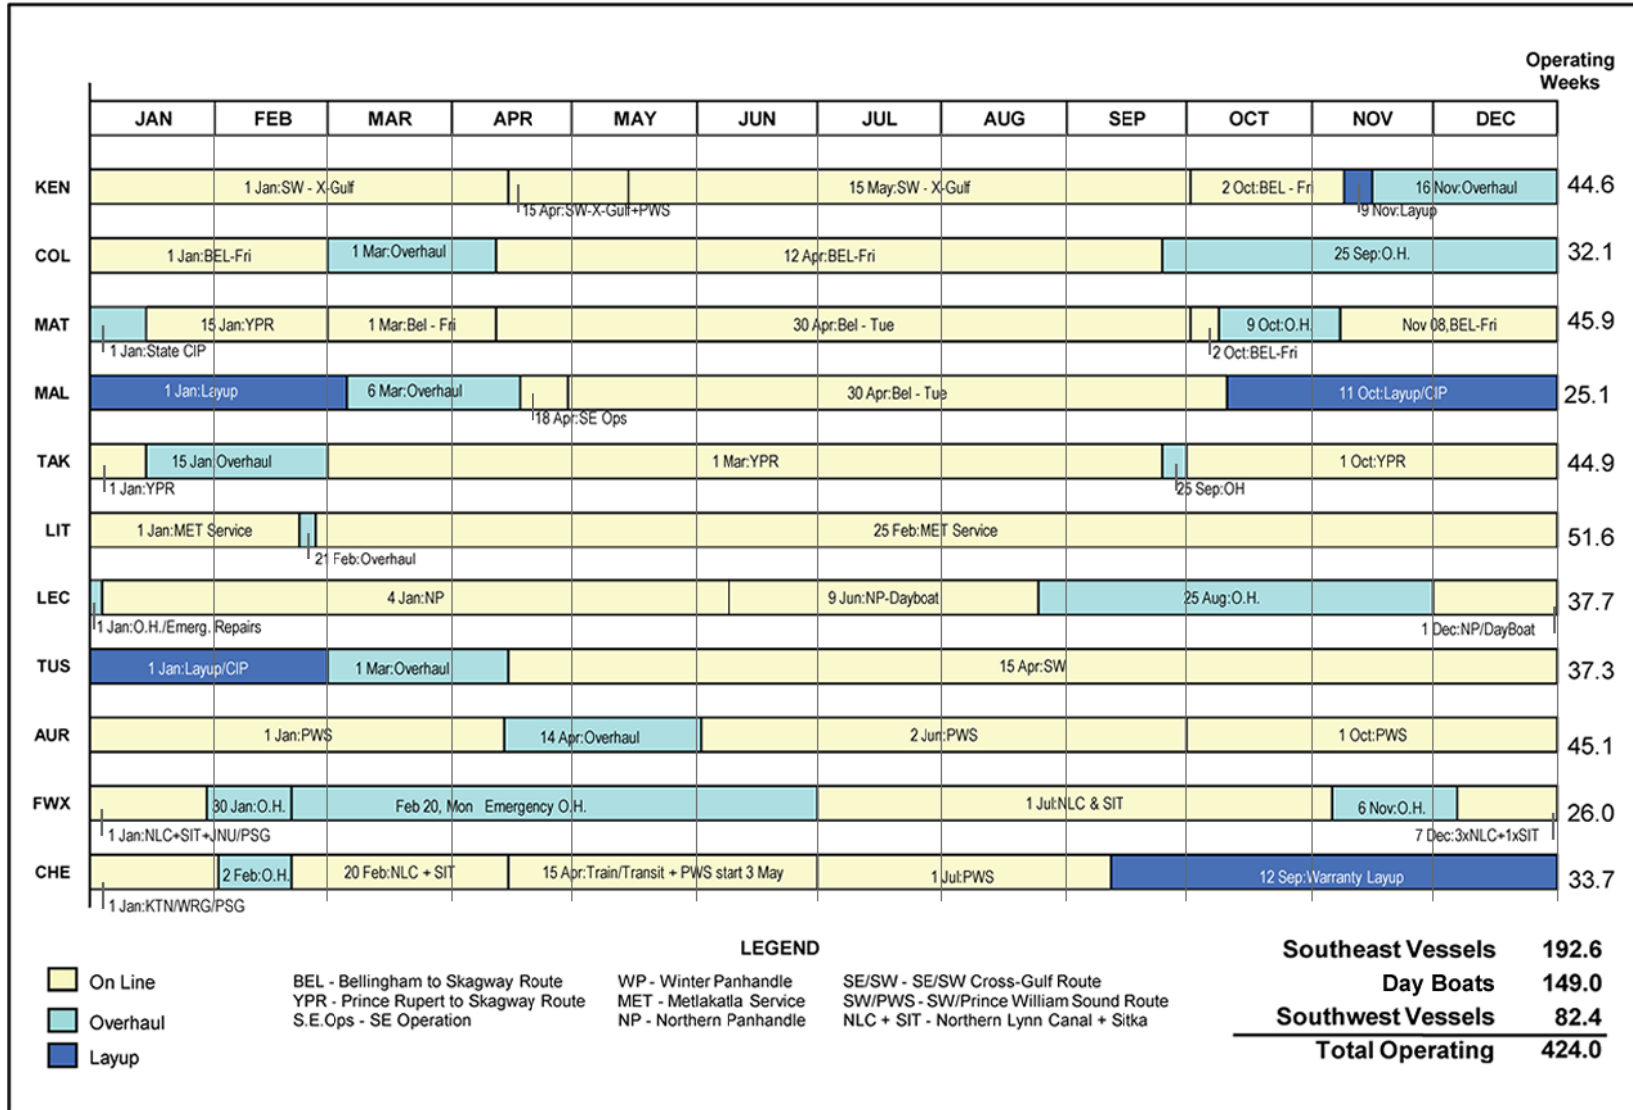 Operating
Weeks
JAN FEB MAR APR MAY JUN JUL AUG SEP OCT NOV DEC
KEN 1 Jan:SW - X-Gulf 15 May:SW - X-Gulf 2 Oct:BEL - Fri 16 Nov:Overhaul 44.6
15 Apr:SW-X-Gulf+PWS 9 Nov:Layup
COL 1 Jan:BEL-Fri 1 Mar:Overhaul 12 Apr:BEL-Fri 25 Sep:O.H. 32.1
MAT 15 Jan:YPR 1 Mar:Bel - Fri 30 Apr:Bel - Tue 9 Oct:O.H. Nov 08,BEL-Fri 45.9
1 Jan:State CIP 2 Oct:BEL-Fri
MAL 1 Jan:Layup 6 Mar:Overhaul 30 Apr:Bel - Tue 11 Oct:Layup/CIP 25.1
18 Apr:SE Ops
TAK 15 Jan:Overhaul 1 Mar:YPR 1 Oct:YPR 44.9
1 Jan:YPR 25 Sep:OH
LIT 1 Jan:MET Service 25 Feb:MET Service 51.6
21 Feb:Overhaul
LEC 4 Jan:NP 9 Jun:NP-Dayboat 25 Aug:O.H. 37.7
1 Jan:O.H./Emerg. Repairs 1 Dec:NP/DayBoat
TUS 1 Jan:Layup/CIP 1 Mar:Overhaul 15 Apr:SW 37.3
AUR 1 Jan:PWS 14 Apr:Overhaul 2 Jun:PWS 1 Oct:PWS 45.1
FWX 30 Jan:O.H. Feb 20, Mon Emergency O.H. 1 Jul:NLC & SIT 6 Nov:O.H. 26.0
1 Jan:NLC+SIT+JNU/PSG 7 Dec:3xNLC+1xSIT
CHE 2 Feb:O.H. 20 Feb:NLC + SIT 15 Apr:Train/Transit + PWS start 3 May 1 Jul:PWS 12 Sep:Warranty Layup 33.7
1 Jan:KTN/WRG/PSG
LEGEND
On Line
Overhaul
Layup
BEL - Bellingham to Skagway Route
YPR - Prince Rupert to Skagway Route
S.E.Ops - SE Operation
WP - Winter Panhandle
MET - Metlakatla Service
NP - Northern Panhandle
SE/SW - SE/SW Cross-Gulf Route
SW/PWS - SW/Prince William Sound Route
NLC + SIT - Northern Lynn Canal + Sitka
Southeast Vessels 192.6
Day Boats 149.0
Southwest Vessels 82.4
Total Operating 424.0